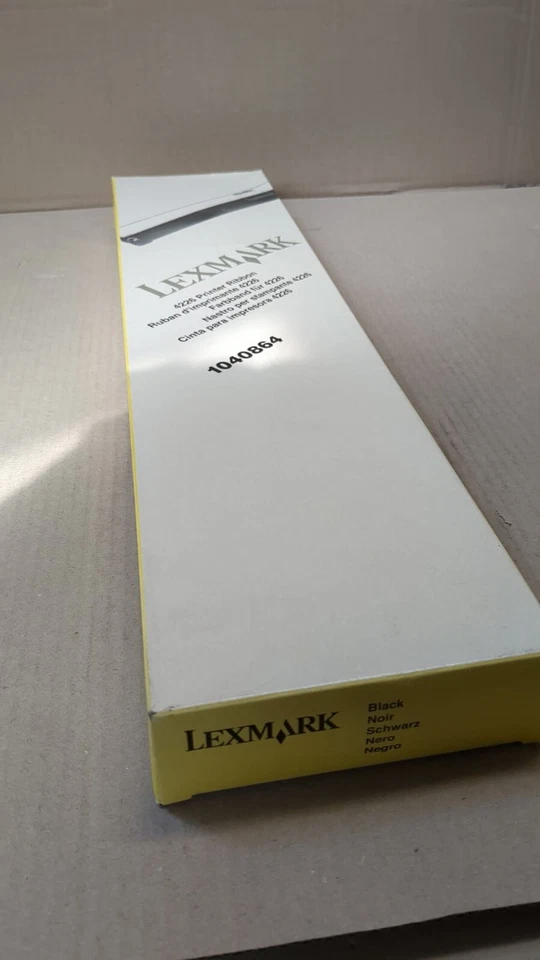 LEXMARK
4226 Printer Ribbon
Ruban d'imprimante 4226
Farbband für 4226
Nastro per stampante 4226
Cinta para impresora 4226
1040864
LEXMARK
Black
Noir
Schwarz
Nero
Negro